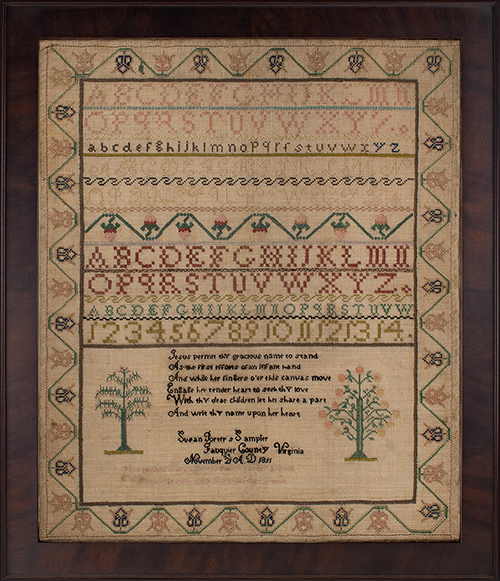 ABCDEFGHIJKLMN
OPQRSTUVWXYZ
abcdefghijklmnopqrſstuvwxyz
ABCDEFGHIJKLMN
OPQRSTUVWXYZ
ABCDEFGHIJKLMNOPQRSTUVW
1234567891011121314
Jesus permit thy gracious name to stand
As the first efforts of an infant hand
And while her fingers o'er this canvas move
Engage her tender heart to seek thy love
With thy dear children let her share a part
And writ thy name upon her heart
Susan Porter s Sampler
Fauquier County Virginia
November A D